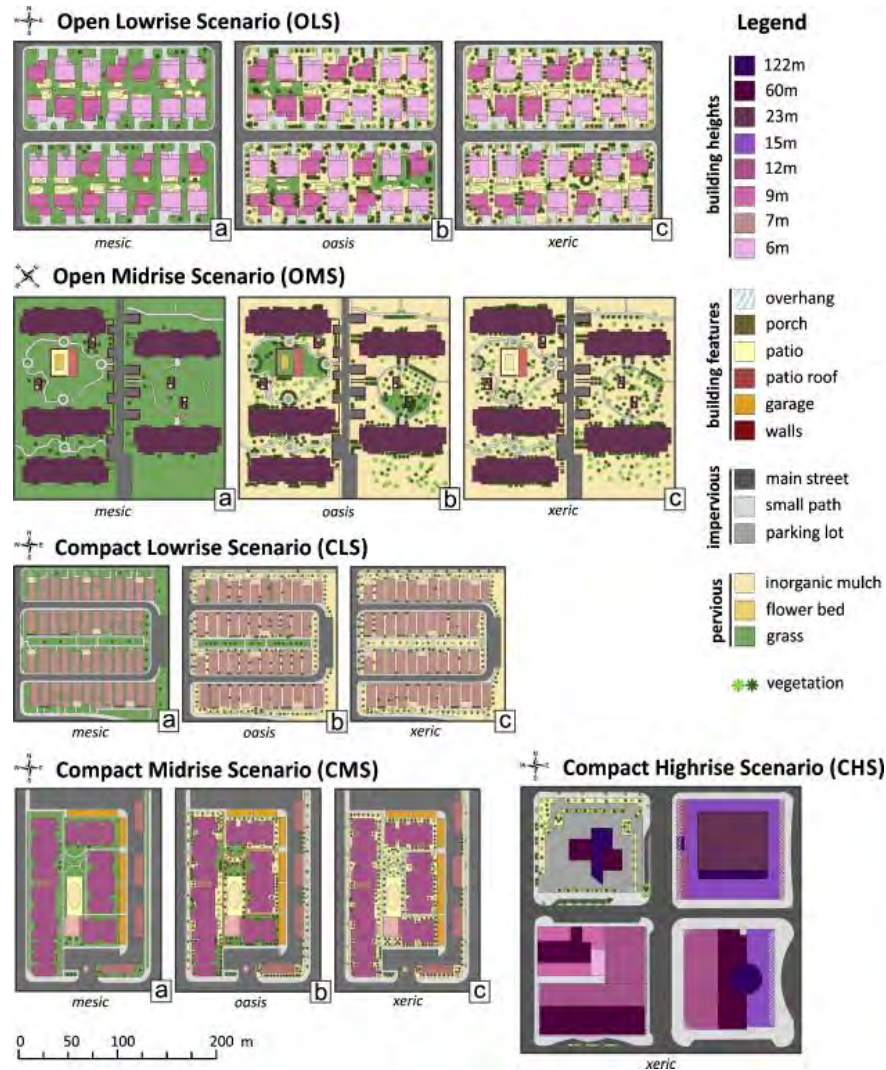 Open Lowrise Scenario (OLS)
a
b
c
mesic
oasis
xeric
Open Midrise Scenario (OMS)
a
b
c
mesic
oasis
xeric
Compact Lowrise Scenario (CLS)
a
b
c
mesic
oasis
xeric
Compact Midrise Scenario (CMS)
a
b
c
mesic
oasis
xeric
0 50 100 200 m
Compact Highrise Scenario (CHS)
xeric
Legend
building heights
122m
60m
23m
15m
12m
9m
7m
6m
building features
overhang
porch
patio
patio roof
garage
walls
impervious
main street
small path
parking lot
pervious
inorganic mulch
flower bed
grass
vegetation